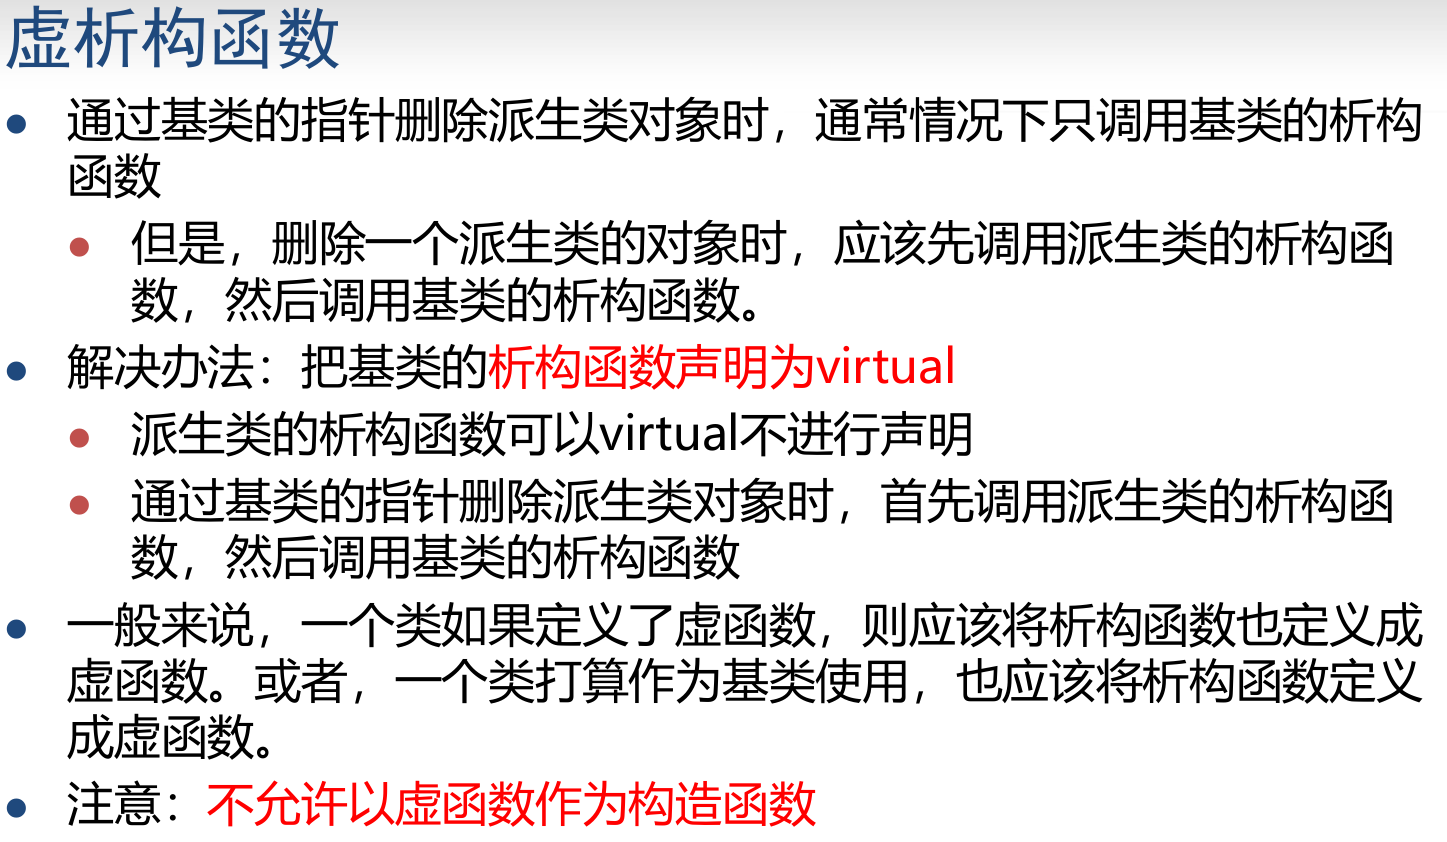 虚析构函数
通过基类的指针删除派生类对象时，通常情况下只调用基类的析构
函数
但是，删除一个派生类的对象时，应该先调用派生类的析构函
数，然后调用基类的析构函数。
解决办法：把基类的析构函数声明为virtual
派生类的析构函数可以virtual不进行声明
通过基类的指针删除派生类对象时，首先调用派生类的析构函
数，然后调用基类的析构函数
一般来说，一个类如果定义了虚函数，则应该将析构函数也定义成
虚函数。或者，一个类打算作为基类使用，也应该将析构函数定义
成虚函数。
注意：不允许以虚函数作为构造函数